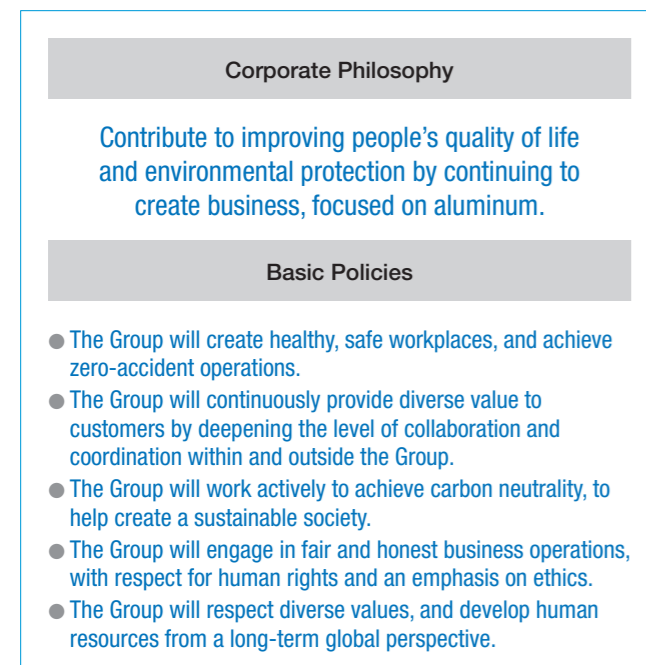 Corporate Philosophy
Contribute to improving people's quality of life
and environmental protection by continuing to
create business, focused on aluminum.
Basic Policies
● The Group will create healthy, safe workplaces, and achieve
zero-accident operations.
● The Group will continuously provide diverse value to
customers by deepening the level of collaboration and
coordination within and outside the Group.
● The Group will work actively to achieve carbon neutrality, to
help create a sustainable society.
● The Group will engage in fair and honest business operations,
with respect for human rights and an emphasis on ethics.
● The Group will respect diverse values, and develop human
resources from a long-term global perspective.